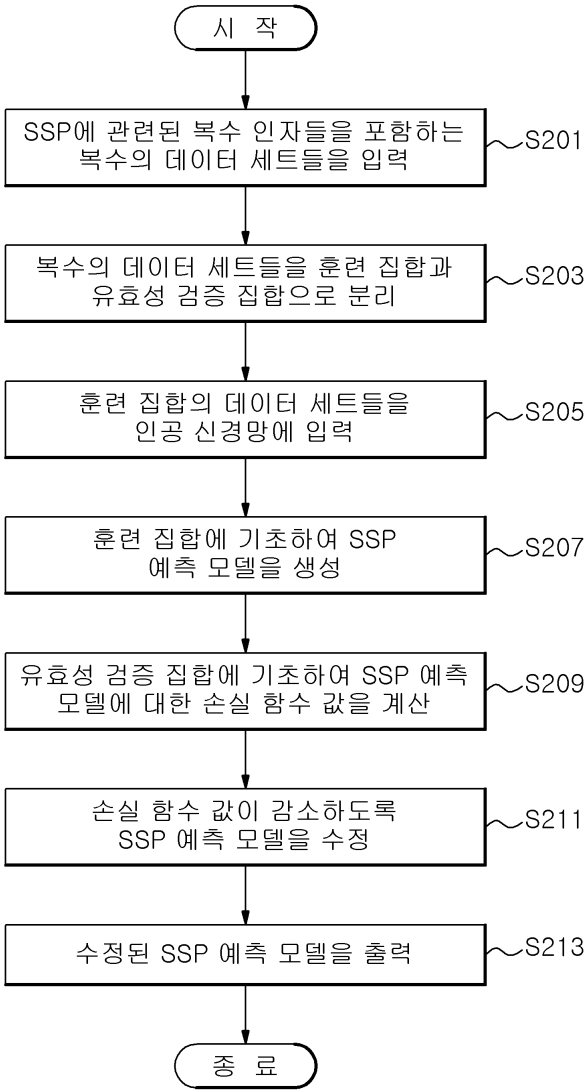 시 작
SSP에 관련된 복수 인자들을 포함하는
복수의 데이터 세트들을 입력
S201
복수의 데이터 세트들을 훈련 집합과
유효성 검증 집합으로 분리
S203
훈련 집합의 데이터 세트들을
인공 신경망에 입력
S205
훈련 집합에 기초하여 SSP
예측 모델을 생성
S207
유효성 검증 집합에 기초하여 SSP 예측
모델에 대한 손실 함수 값을 계산
S209
손실 함수 값이 감소하도록
SSP 예측 모델을 수정
S211
수정된 SSP 예측 모델을 출력
S213
종 료